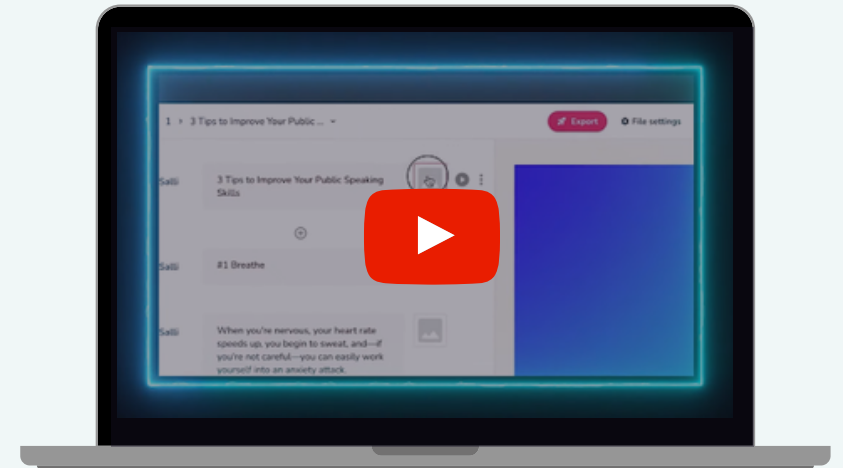 1 › 3 Tips to Improve Your Public ...
Export
File settings
Salli
3 Tips to Improve Your Public Speaking
Skills
Salli
#1 Breathe
Salli
When you're nervous, your heart rate
speeds up, you begin to sweat, and—if
you're not careful—you can easily work
yourself into an anxiety attack.